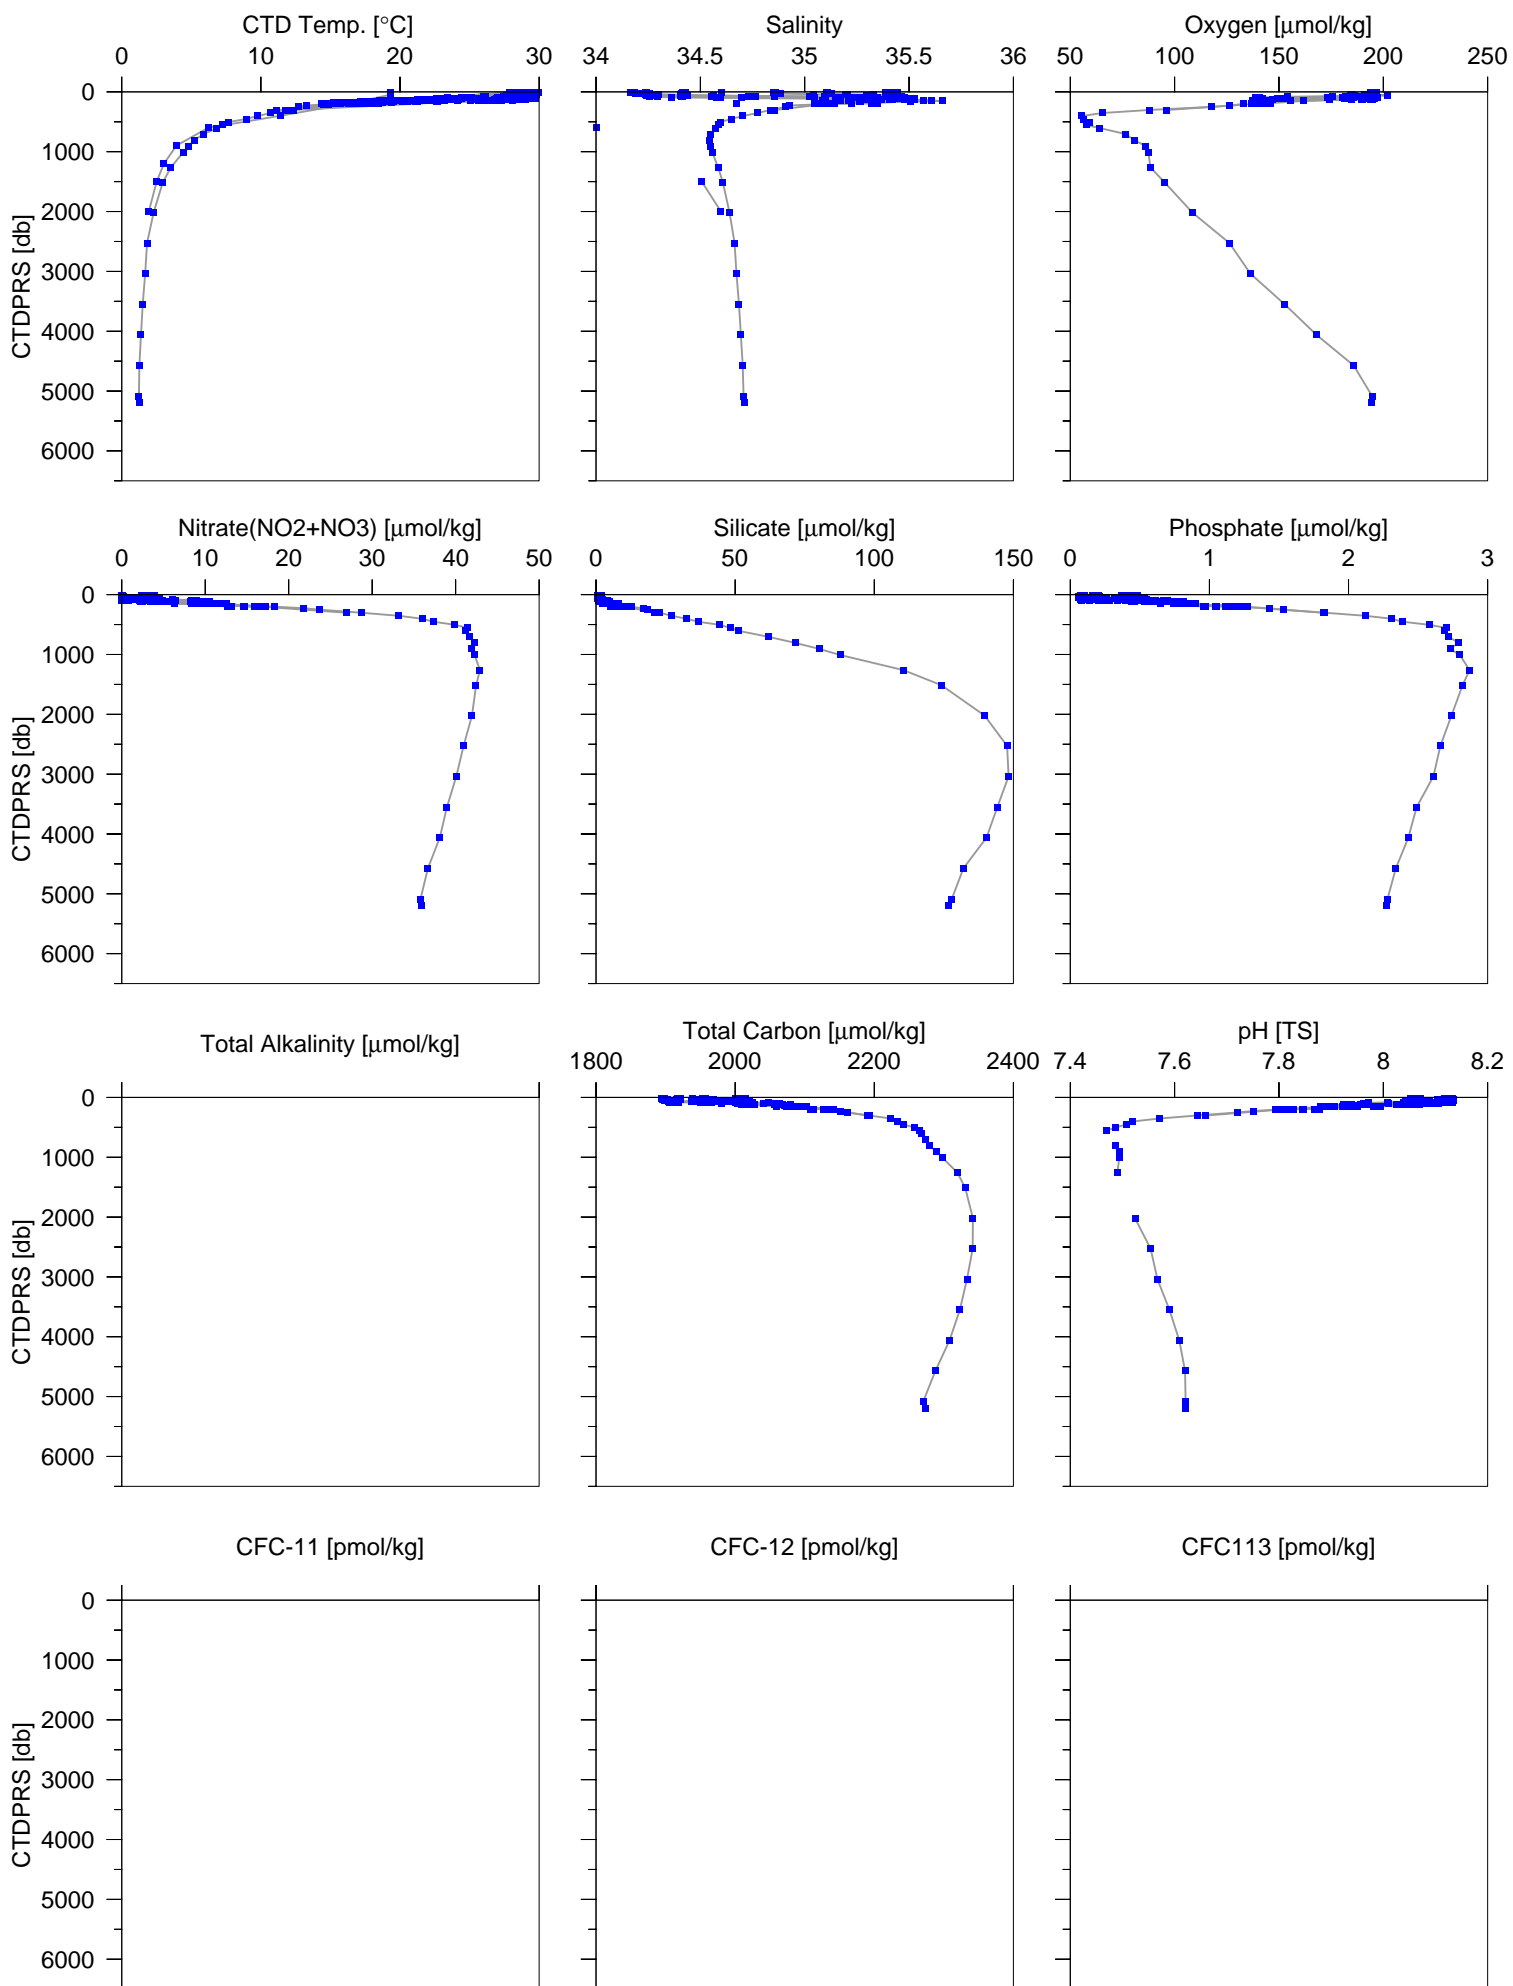 CTD Temp. [°C] Salinity Oxygen [μmol/kg]
0 10 20 30 34 34.5 35 35.5 36 50 100 150 200 250
0
1000
2000
3000
4000
5000
6000
CTDPRS [db]
Nitrate(NO2+NO3) [μmol/kg] Silicate [μmol/kg] Phosphate [μmol/kg]
0 10 20 30 40 50 0 50 100 150 0 1 2 3
0
1000
2000
3000
4000
5000
6000
CTDPRS [db]
Total Alkalinity [μmol/kg] Total Carbon [μmol/kg] pH [TS]
1800 2000 2200 2400 7.4 7.6 7.8 8 8.2
0
1000
2000
3000
4000
5000
6000
CTDPRS [db]
CFC-11 [pmol/kg] CFC-12 [pmol/kg] CFC113 [pmol/kg]
0
1000
2000
3000
4000
5000
6000
CTDPRS [db]